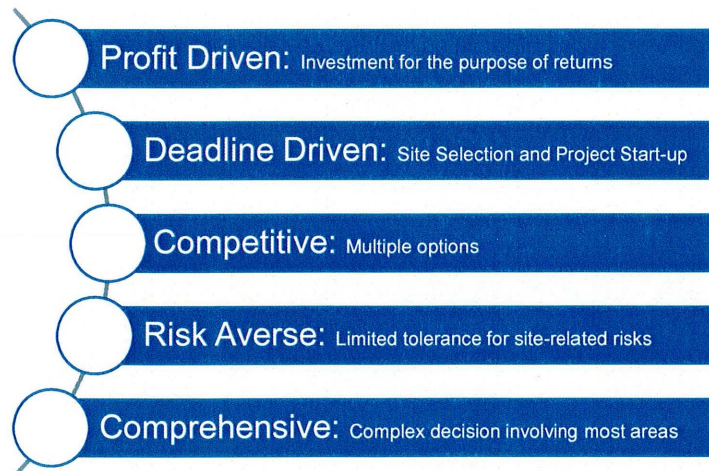 Profit Driven: Investment for the purpose of returns
Deadline Driven: Site Selection and Project Start-up
Competitive: Multiple options
Risk Averse: Limited tolerance for site-related risks
Comprehensive: Complex decision involving most areas